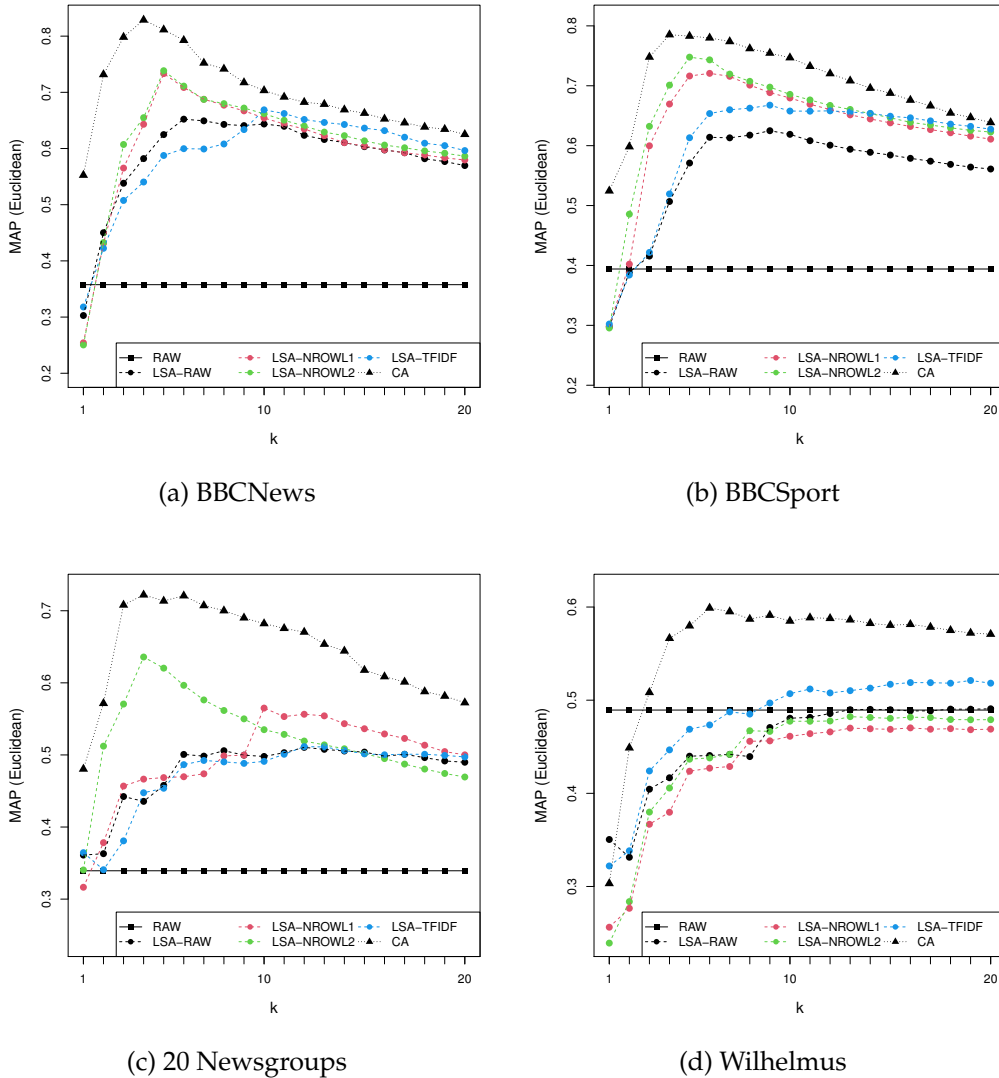 0.8
0.7
0.6
0.5
0.4
0.3
0.2
MAP (Euclidean)
RAW
LSA−RAW
LSA−NROWL1
LSA−NROWL2
LSA−TFIDF
CA
1
10
20
k
(a) BBCNews
0.8
0.7
0.6
0.5
0.4
0.3
0.2
MAP (Euclidean)
RAW
LSA−RAW
LSA−NROWL1
LSA−NROWL2
LSA−TFIDF
CA
1
10
20
k
(b) BBCSport
0.7
0.6
0.5
0.4
0.3
MAP (Euclidean)
RAW
LSA−RAW
LSA−NROWL1
LSA−NROWL2
LSA−TFIDF
CA
1
10
20
k
(c) 20 Newsgroups
0.6
0.5
0.4
0.3
MAP (Euclidean)
RAW
LSA−RAW
LSA−NROWL1
LSA−NROWL2
LSA−TFIDF
CA
1
10
20
k
(d) Wilhelmus